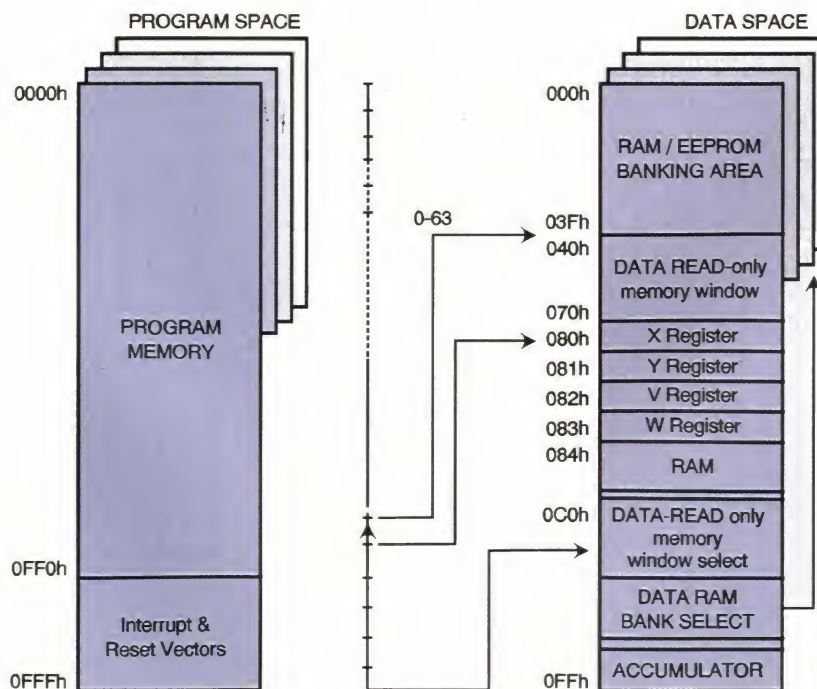 PROGRAM SPACE
0000h
PROGRAM
MEMORY
0FF0h
Interrupt &
Reset Vectors
0FFFh
0-63
DATA SPACE
000h
RAM / EEPROM
BANKING AREA
03Fh
040h
DATA READ-only
memory window
070h
080h
X Register
081h
Y Register
082h
V Register
083h
W Register
084h
RAM
0C0h
DATA-READ only
memory
window select
DATA RAM
BANK SELECT
0FFh
ACCUMULATOR